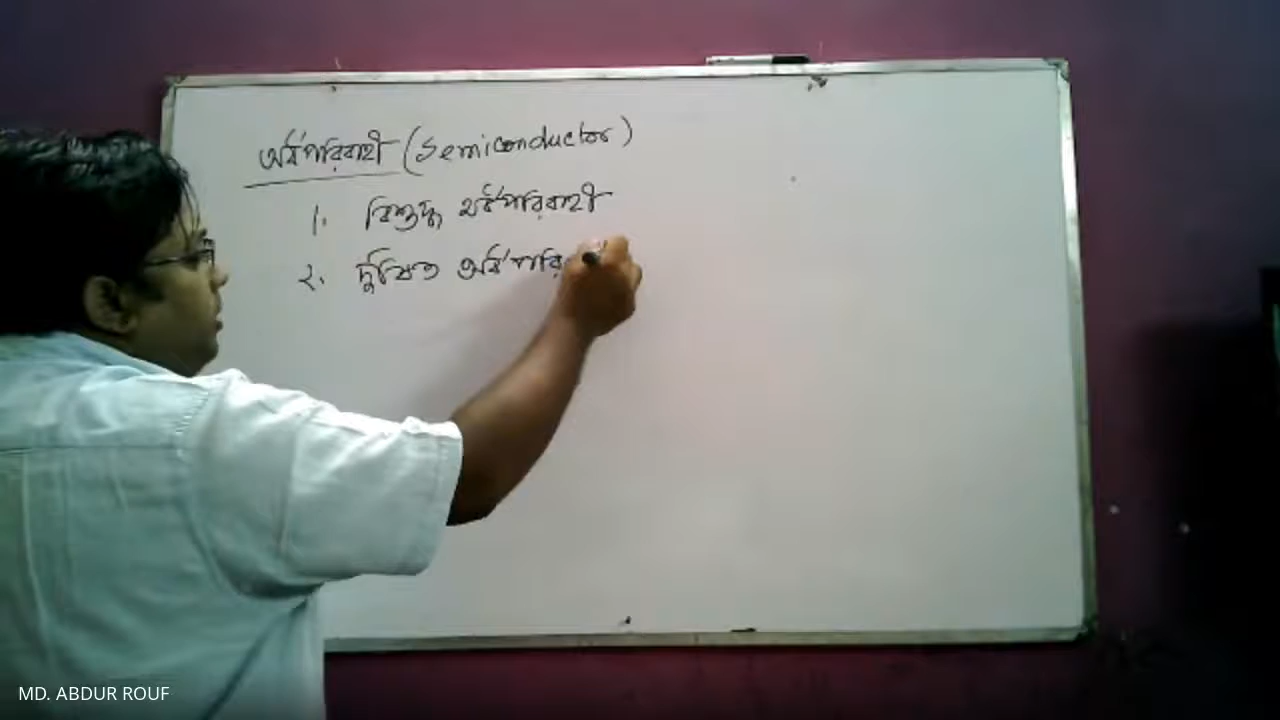 অর্ধপরিবাহী (Semiconductor)
১. বিশুদ্ধ অর্ধপরিবাহী
২. দূষিত অর্ধপরি
MD. ABDUR ROUF